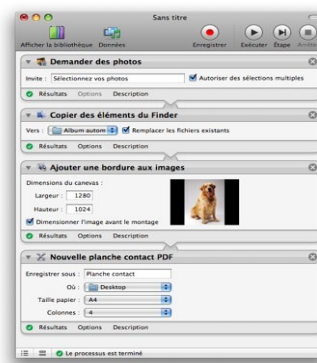 Sans titre
Afficher la bibliothèque Données Enregistrer Exécuter Étape
Demander des photos
Invite : Sélectionnez vos photos Autoriser des sélections multiples
Résultats Options Description
Copier des éléments du Finder
Vers : Album autom Remplacer les fichiers existants
Résultats Options Description
Ajouter une bordure aux images
Dimensions du canevas :
Largeur : 1280
Hauteur : 1024
Dimensionner l'image avant le montage
Résultats Options Description
Nouvelle planche contact PDF
Enregistrer sous : Planche contact
Où : Desktop
Taille papier : A4
Colonnes : 4
Résultats Options Description
Le processus est terminé